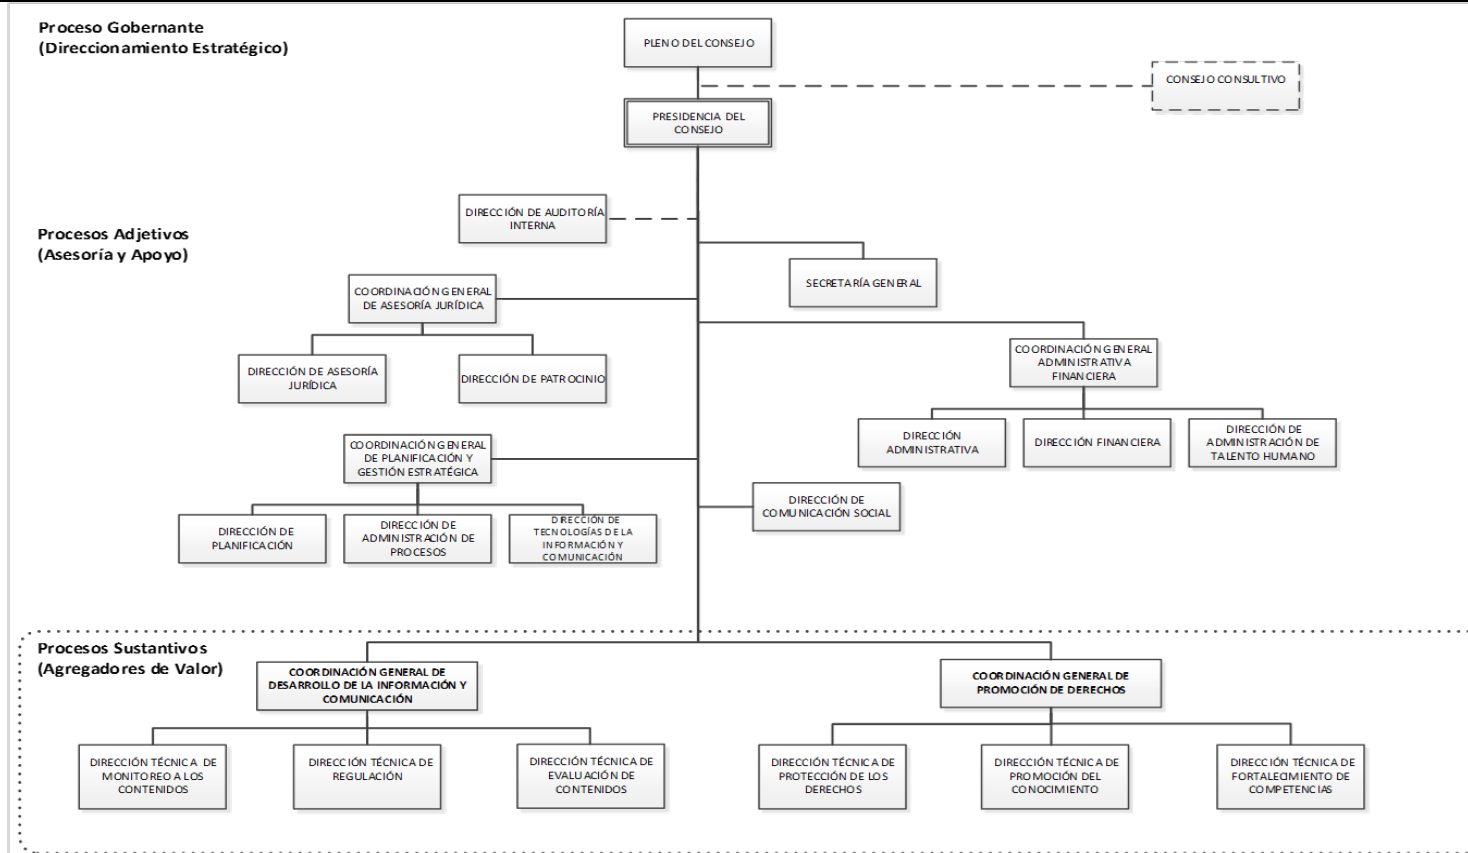 Proceso Gobernante
(Direccionamiento Estratégico)
PLENO DEL CONSEJO
CONSEJO CONSULTIVO
PRESIDENCIA DEL
CONSEJO
DIRECCIÓN DE AUDITORÍA
INTERNA
Procesos Adjetivos
(Asesoría y Apoyo)
SECRETARÍA GENERAL
COORDINACIÓN GENERAL
DE ASESORÍA JURÍDICA
COORDINACIÓN GENERAL
ADMINISTRATIVA
FINANCIERA
DIRECCIÓN DE ASESORÍA
JURÍDICA
DIRECCIÓN DE PATROCINIO
DIRECCIÓN
ADMINISTRATIVA
DIRECCIÓN FINANCIERA
DIRECCIÓN DE
ADMINISTRACIÓN DE
TALENTO HUMANO
COORDINACIÓN GENERAL
DE PLANIFICACIÓN Y
GESTIÓN ESTRATÉGICA
DIRECCIÓN DE
COMUNICACIÓN SOCIAL
DIRECCIÓN DE
PLANIFICACIÓN
DIRECCIÓN DE
ADMINISTRACIÓN DE
PROCESOS
DIRECCIÓN DE
TECNOLOGÍAS DE LA
INFORMACIÓN Y
COMUNICACIÓN
Procesos Sustantivos
(Agregadores de Valor)
COORDINACIÓN GENERAL DE
DESARROLLO DE LA INFORMACIÓN Y
COMUNICACIÓN
COORDINACIÓN GENERAL DE
PROMOCIÓN DE DERECHOS
DIRECCIÓN TÉCNICA DE
MONITOREO A LOS
CONTENIDOS
DIRECCIÓN TÉCNICA DE
REGULACIÓN
DIRECCIÓN TÉCNICA DE
EVALUACIÓN DE
CONTENIDOS
DIRECCIÓN TÉCNICA DE
PROTECCIÓN DE LOS
DERECHOS
DIRECCIÓN TÉCNICA DE
PROMOCIÓN DEL
CONOCIMIENTO
DIRECCIÓN TÉCNICA DE
FORTALECIMIENTO DE
COMPETENCIAS